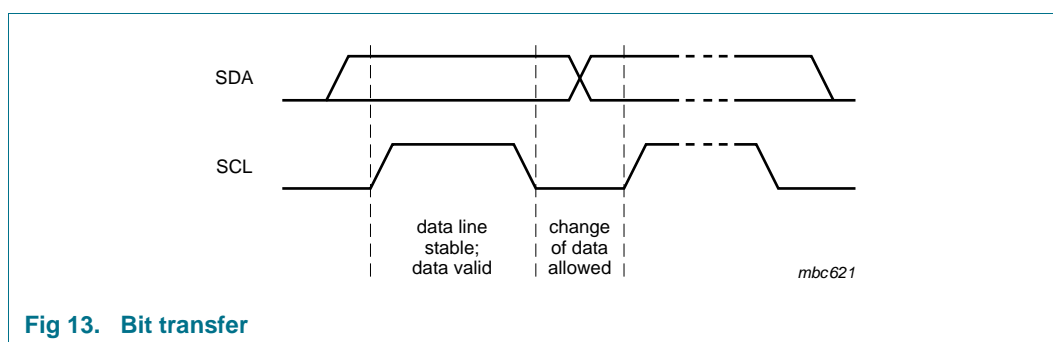 SDA
SCL
data line
stable;
data valid
change
of data
allowed
mbc621
Fig 13. Bit transfer